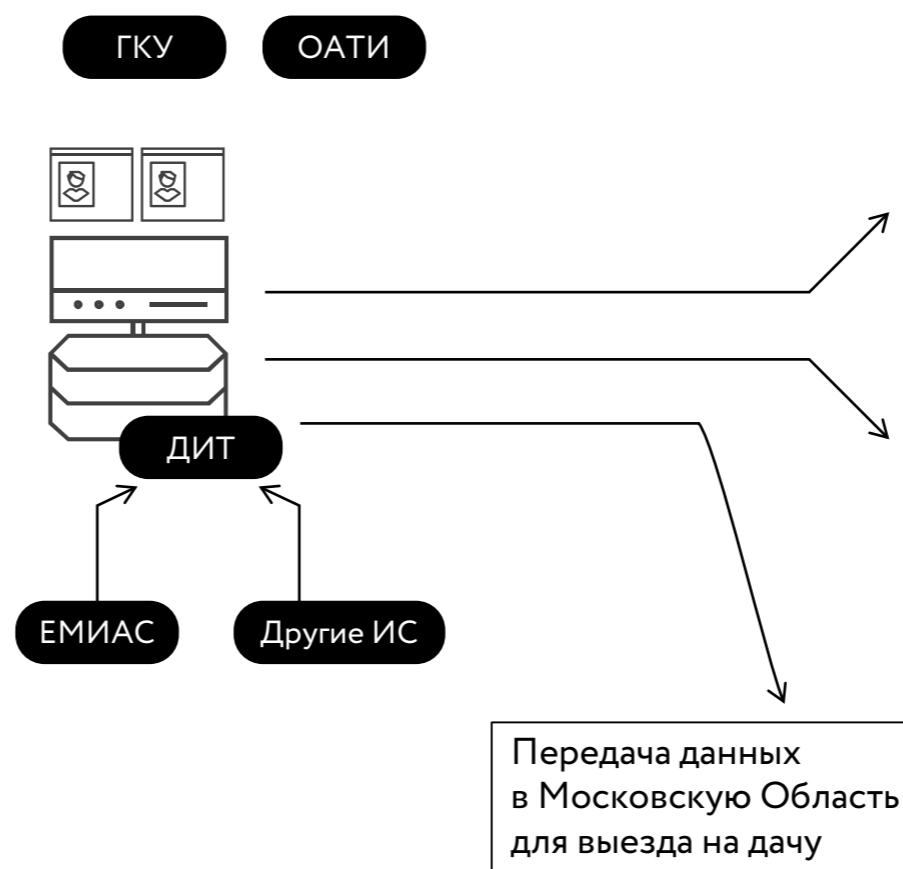 ГКУ
ОАТИ
ДИТ
ЕМИАС
Другие ИС
Передача данных
в Московскую Область
для выезда на дачу